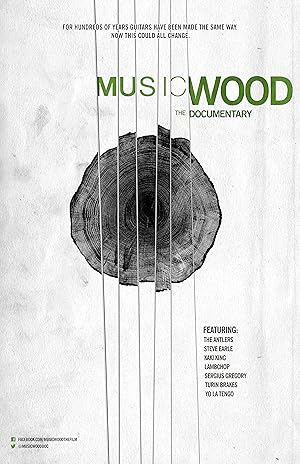 FOR HUNDREDS OF YEARS GUITARS HAVE BEEN MADE THE SAME WAY.
NOW THIS COULD ALL CHANGE.
MUSICWOOD
THE DOCUMENTARY
FEATURING:
THE ANTLERS
STEVE EARLE
KAKI KING
LAMBCHOP
SERGIUS GREGORY
TURIN BRAKES
YO LA TENGO
FACEBOOK.COM/MUSICWOODTHEFILM
@MUSICWOODDOC